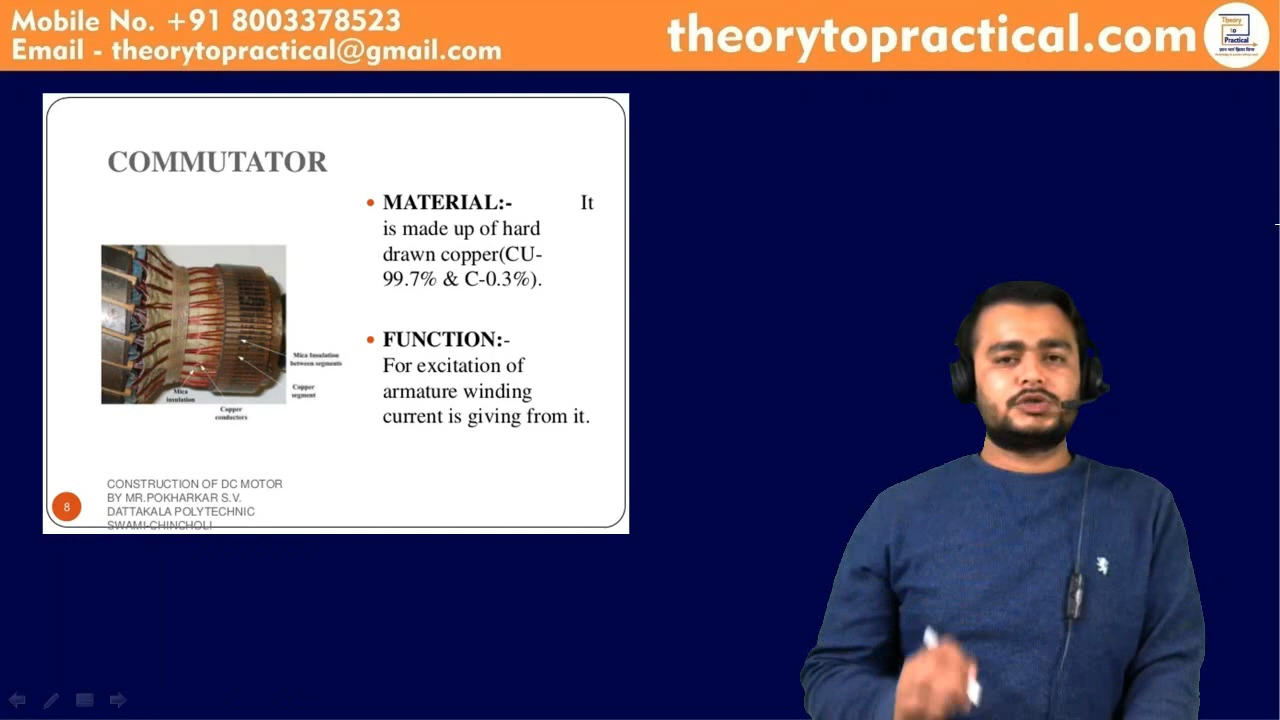 Mobile No. +91 8003378523
Email - theorytopractical@gmail.com
theorytopractical.com
Theory
to
Practical
COMMUTATOR
• MATERIAL:- It
is made up of hard
drawn copper(CU-
99.7% & C-0.3%).
• FUNCTION:-
For excitation of
armature winding
current is giving from it.
Mica Insulation
between segments
Copper
segment
Mica
insulation
Copper
conductors
8
CONSTRUCTION OF DC MOTOR
BY MR.POKHARKAR S.V.
DATTAKALA POLYTECHNIC
SWAMI-CHINCHOLI